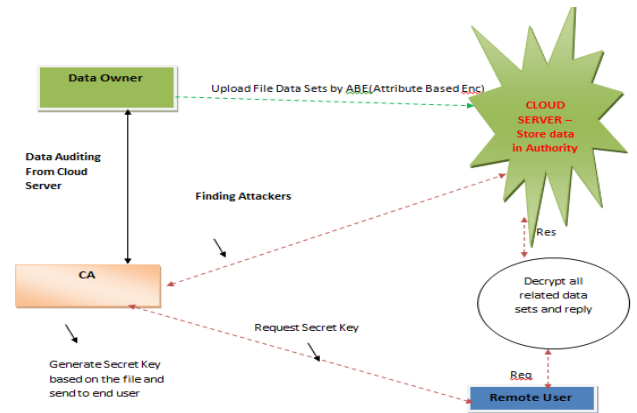 Data Owner
Upload File Data Sets by ABE(Attribute Based Enc)
CLOUD
SERVER –
Store data
in Authority
Data Auditing
From Cloud
Server
Finding Attackers
Res
CA
Decrypt all
related data
sets and reply
Request Secret Key
Generate Secret Key
based on the file and
send to end user
Req
Remote User